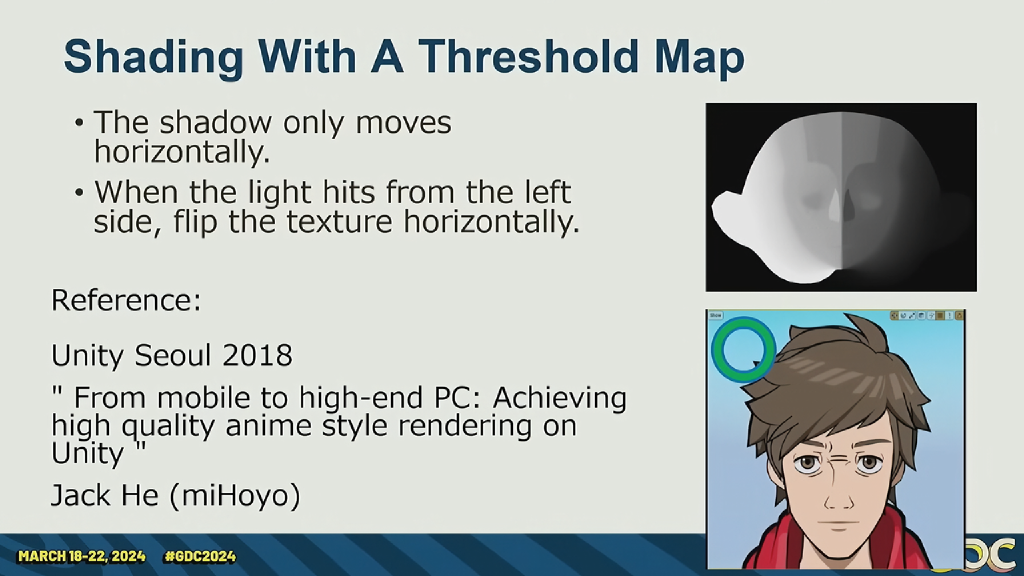 Shading With A Threshold Map
• The shadow only moves
horizontally.
• When the light hits from the left
side, flip the texture horizontally.
Reference:
Unity Seoul 2018
" From mobile to high-end PC: Achieving
high quality anime style rendering on
Unity "
Jack He (miHoyo)
MARCH 18-22, 2024 #GDC2024